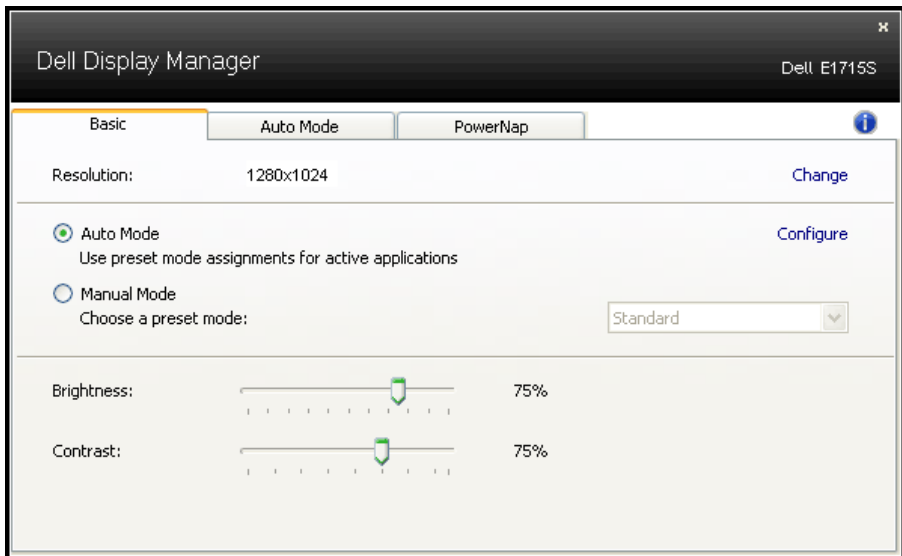 Dell Display Manager
Dell E1715S
Basic
Auto Mode
PowerNap
Resolution:
1280x1024
Change
Auto Mode
Configure
Use preset mode assignments for active applications
Manual Mode
Choose a preset mode:
Standard
Brightness:
75%
Contrast:
75%